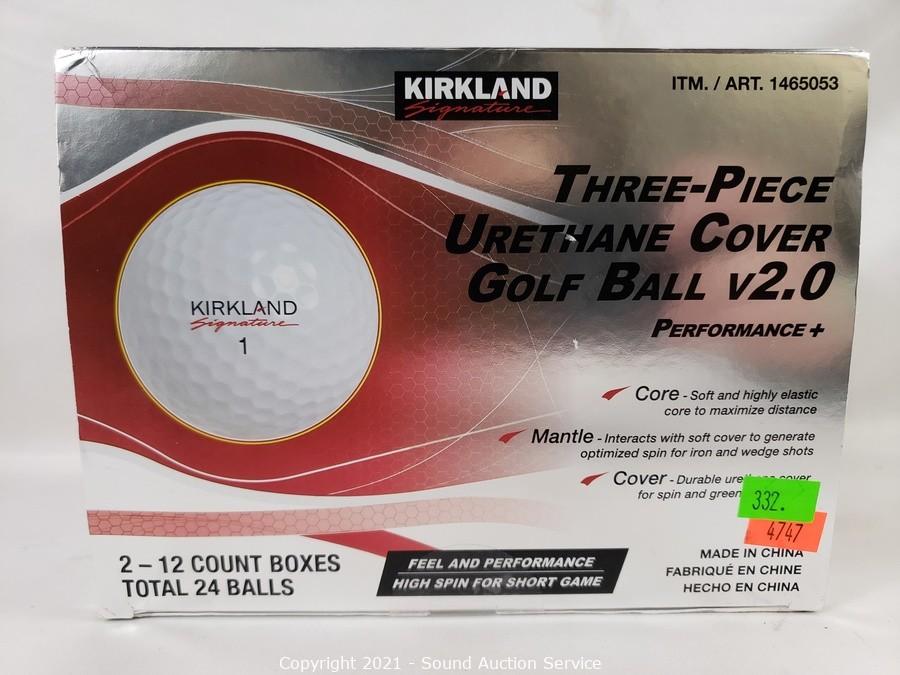 KIRKLAND
Signature
ITM. / ART. 1465053
THREE-PIECE
URETHANE COVER
GOLF BALL V2.0
PERFORMANCE+
KIRKLAND
Signature
1
Core - Soft and highly elastic
core to maximize distance
Mantle - Interacts with soft cover to generate
optimized spin for iron and wedge shots
Cover - Durable cover
for spin and green
332.
4747
2 – 12 COUNT BOXES
TOTAL 24 BALLS
FEEL AND PERFORMANCE
HIGH SPIN FOR SHORT GAME
MADE IN CHINA
FABRIQUÉ EN CHINE
HECHO EN CHINA
Copyright 2021 - Sound Auction Service